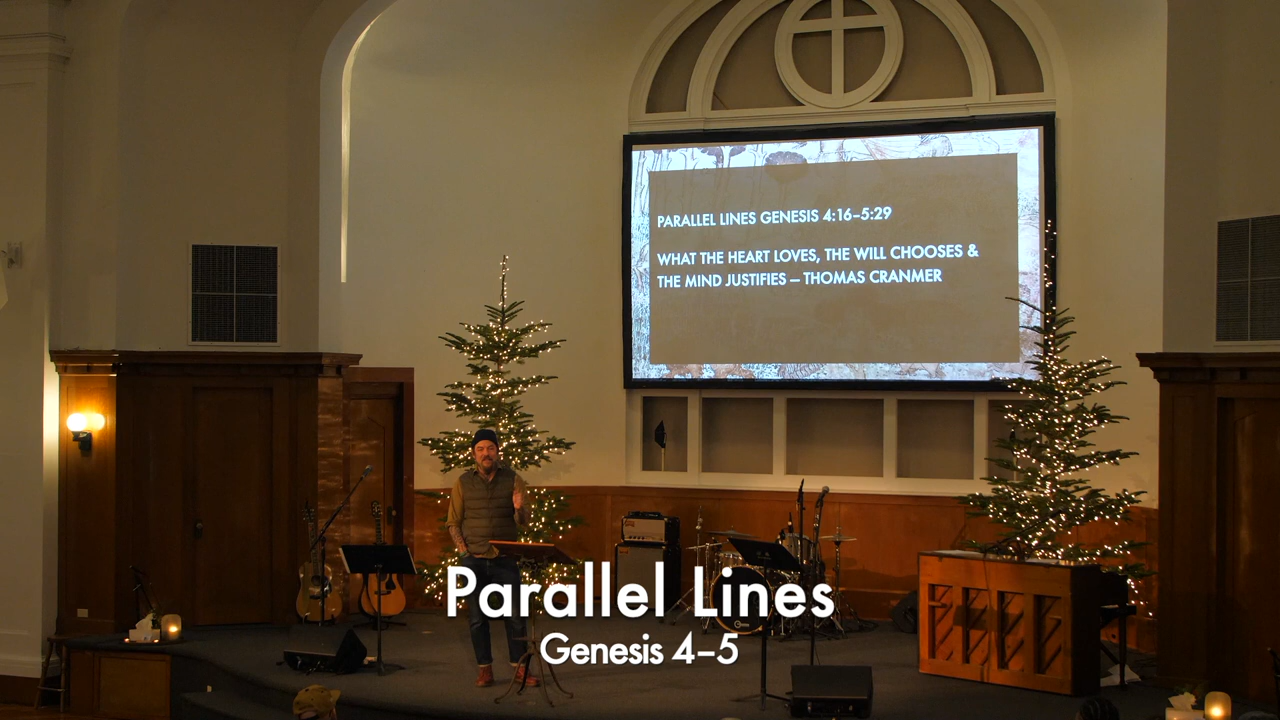 PARALLEL LINES GENESIS 4:16–5:29
WHAT THE HEART LOVES, THE WILL CHOOSES &
THE MIND JUSTIFIES – THOMAS CRANMER
Parallel Lines
Genesis 4–5